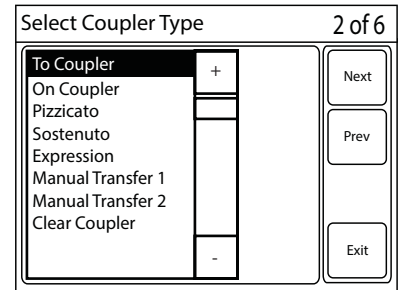 Select Coupler Type 2 of 6
To Coupler
On Coupler
Pizzicato
Sostenuto
Expression
Manual Transfer 1
Manual Transfer 2
Clear Coupler
+
-
Next
Prev
Exit